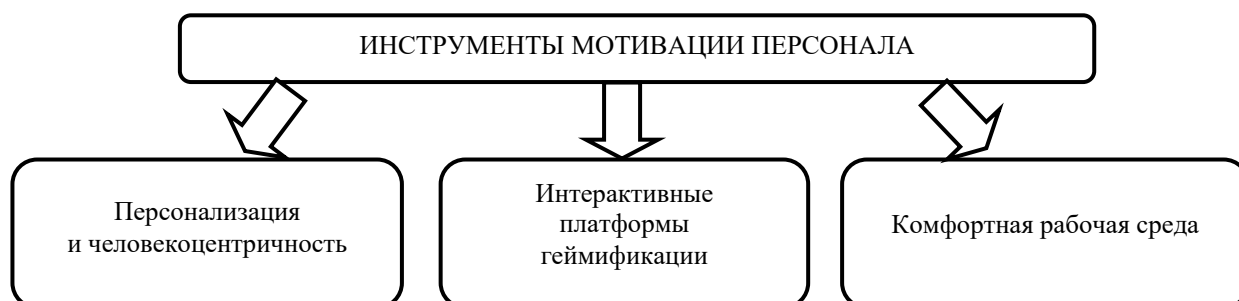 ИНСТРУМЕНТЫ МОТИВАЦИИ ПЕРСОНАЛА
Персонализация
и человекоцентричность
Интерактивные
платформы
геймификации
Комфортная рабочая среда